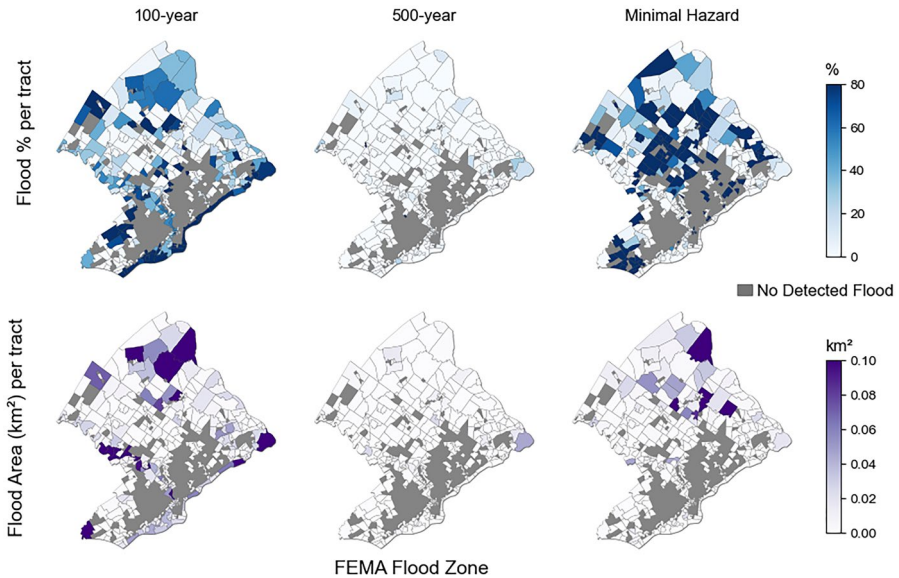 100-year
500-year
Minimal Hazard
Flood % per tract
%
80
60
40
20
0
No Detected Flood
Flood Area (km²) per tract
km²
0.10
0.08
0.06
0.04
0.02
0.00
FEMA Flood Zone